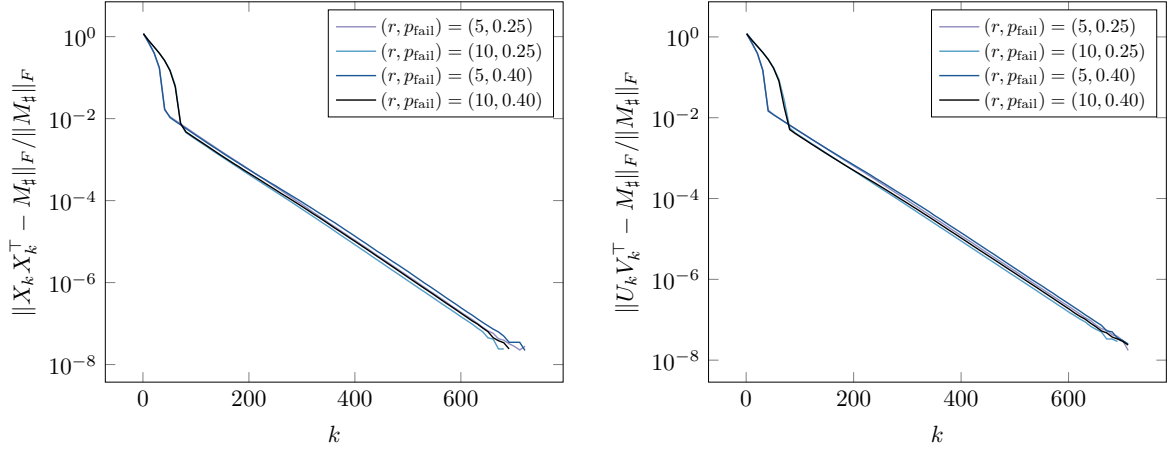 10^0
10^{-2}
10^{-4}
10^{-6}
10^{-8}
||X_k X_k^⊤ − M_♯||_F/||M_♯||_F
(r, p_fail) = (5, 0.25)
(r, p_fail) = (10, 0.25)
(r, p_fail) = (5, 0.40)
(r, p_fail) = (10, 0.40)
0 200 400 600
k
10^0
10^{-2}
10^{-4}
10^{-6}
10^{-8}
||U_k V_k^⊤ − M_♯||_F/||M_♯||_F
(r, p_fail) = (5, 0.25)
(r, p_fail) = (10, 0.25)
(r, p_fail) = (5, 0.40)
(r, p_fail) = (10, 0.40)
0 200 400 600
k